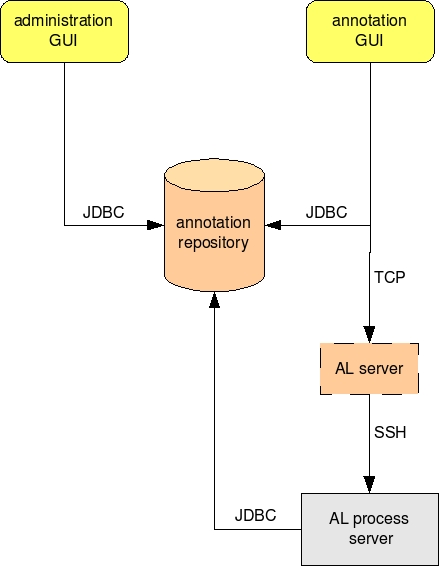 administration
GUI
annotation
GUI
JDBC
JDBC
annotation
repository
TCP
AL server
SSH
JDBC
AL process
server